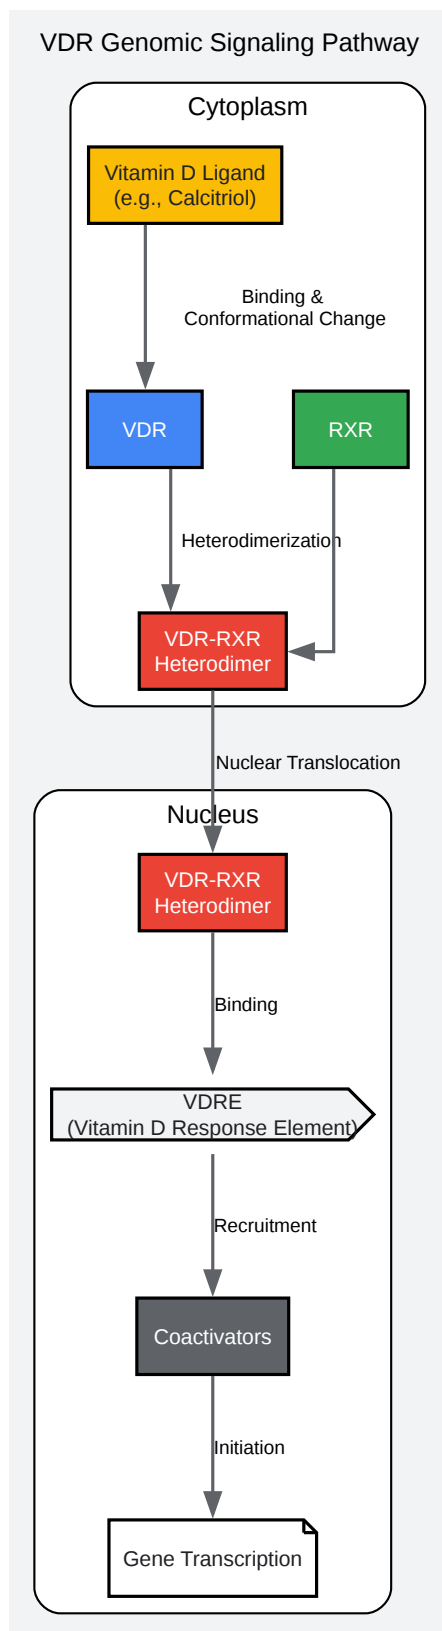 VDR Genomic Signaling Pathway
Cytoplasm
Vitamin D Ligand
(e.g., Calcitriol)
Binding &
Conformational Change
VDR
RXR
Heterodimerization
VDR-RXR
Heterodimer
Nuclear Translocation
Nucleus
VDR-RXR
Heterodimer
Binding
VDRE
(Vitamin D Response Element)
Recruitment
Coactivators
Initiation
Gene Transcription